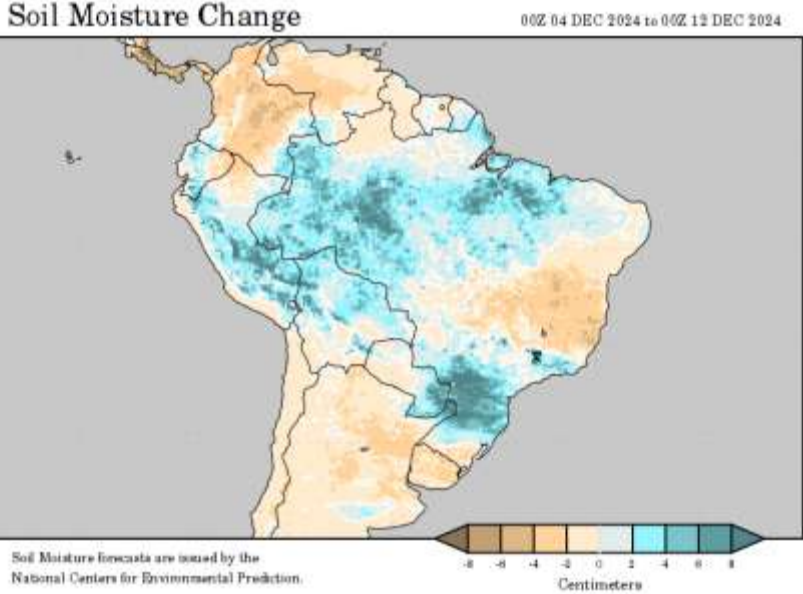 Soil Moisture Change
00Z 04 DEC 2024 to 00Z 12 DEC 2024
-8 -6 -4 -2 0 2 4 6 8
Centimeters
Soil Moisture forecasts are issued by the
National Centers for Environmental Prediction.